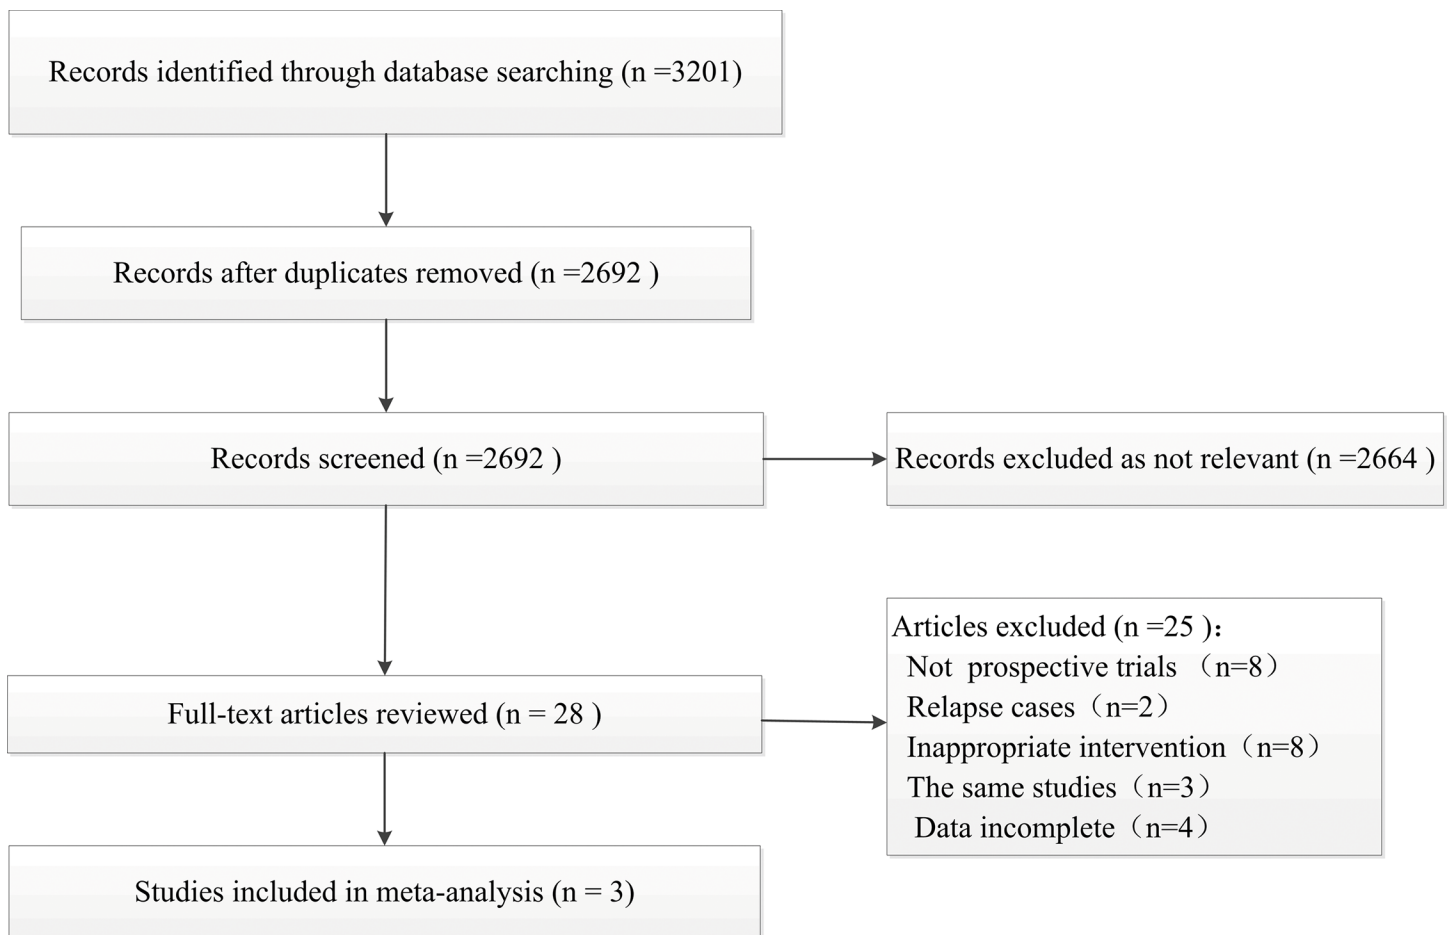 Records identified through database searching (n =3201)
Records after duplicates removed (n =2692 )
Records screened (n =2692 )
Records excluded as not relevant (n =2664 )
Full-text articles reviewed (n = 28 )
Articles excluded (n =25 )：
Not  prospective trials （n=8）
Relapse cases（n=2）
Inappropriate intervention（n=8）
The same studies（n=3）
Data incomplete（n=4）
Studies included in meta-analysis (n = 3)